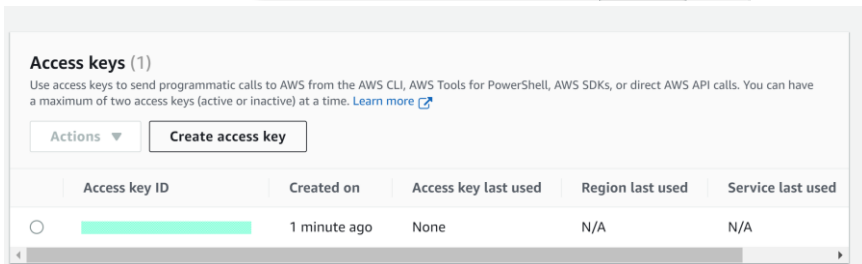 Access keys (1)
Use access keys to send programmatic calls to AWS from the AWS CLI, AWS Tools for PowerShell, AWS SDKs, or direct AWS API calls. You can have
a maximum of two access keys (active or inactive) at a time. Learn more
Actions ▼ Create access key
Access key ID Created on Access key last used Region last used Service last used
1 minute ago None N/A N/A